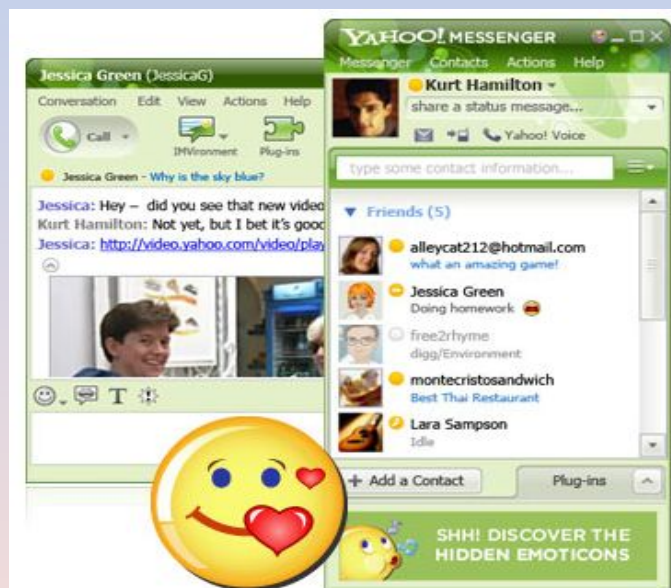 Jessica Green (JessicaG)
Conversation Edit View Actions Help
Call
IMVironment Plug-ins
Jessica Green - Why is the sky blue?
Jessica: Hey – did you see that new video
Kurt Hamilton: Not yet, but I bet it's good
Jessica: http://video.yahoo.com/video/play
T
YAHOO! MESSENGER
Messenger Contacts Actions Help
Kurt Hamilton
share a status message...
Yahoo! Voice
type some contact information...
Friends (5)
alleycat212@hotmail.com
what an amazing game!
Jessica Green
Doing homework
free2rhyme
digg/Environment
montecristosandwich
Best Thai Restaurant
Lara Sampson
Idle
+ Add a Contact
Plug-ins
SHH! DISCOVER THE
HIDDEN EMOTICONS